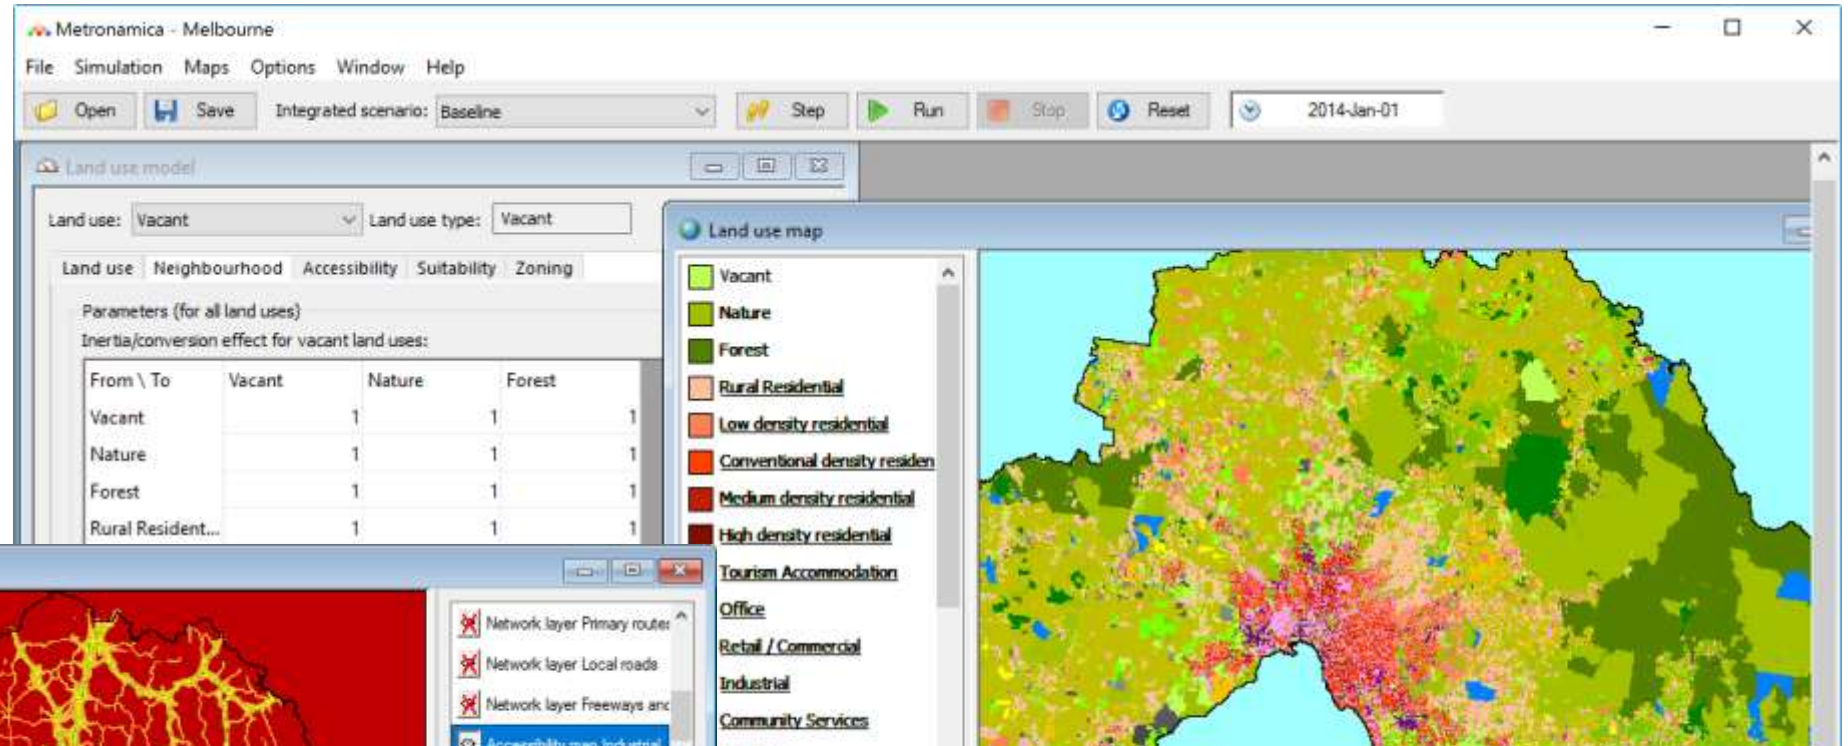 Metronamica - Melbourne
File Simulation Maps Options Window Help
Open Save Integrated scenario: Baseline Step Run Stop Reset 2014-Jan-01
Land use model
Land use: Vacant Land use type: Vacant
Land use Neighbourhood Accessibility Suitability Zoning
Parameters (for all land uses)
Inertia/conversion effect for vacant land uses:
From \ To Vacant Nature Forest
Vacant 1 1 1
Nature 1 1 1
Forest 1 1 1
Rural Resident... 1 1 1
Land use map
Vacant
Nature
Forest
Rural Residential
Low density residential
Conventional density residen
Medium density residential
High density residential
Tourism Accommodation
Office
Retail / Commercial
Industrial
Community Services
Network layer Primary routes
Network layer Local roads
Network layer Freeways and
Accessibility map Industrial